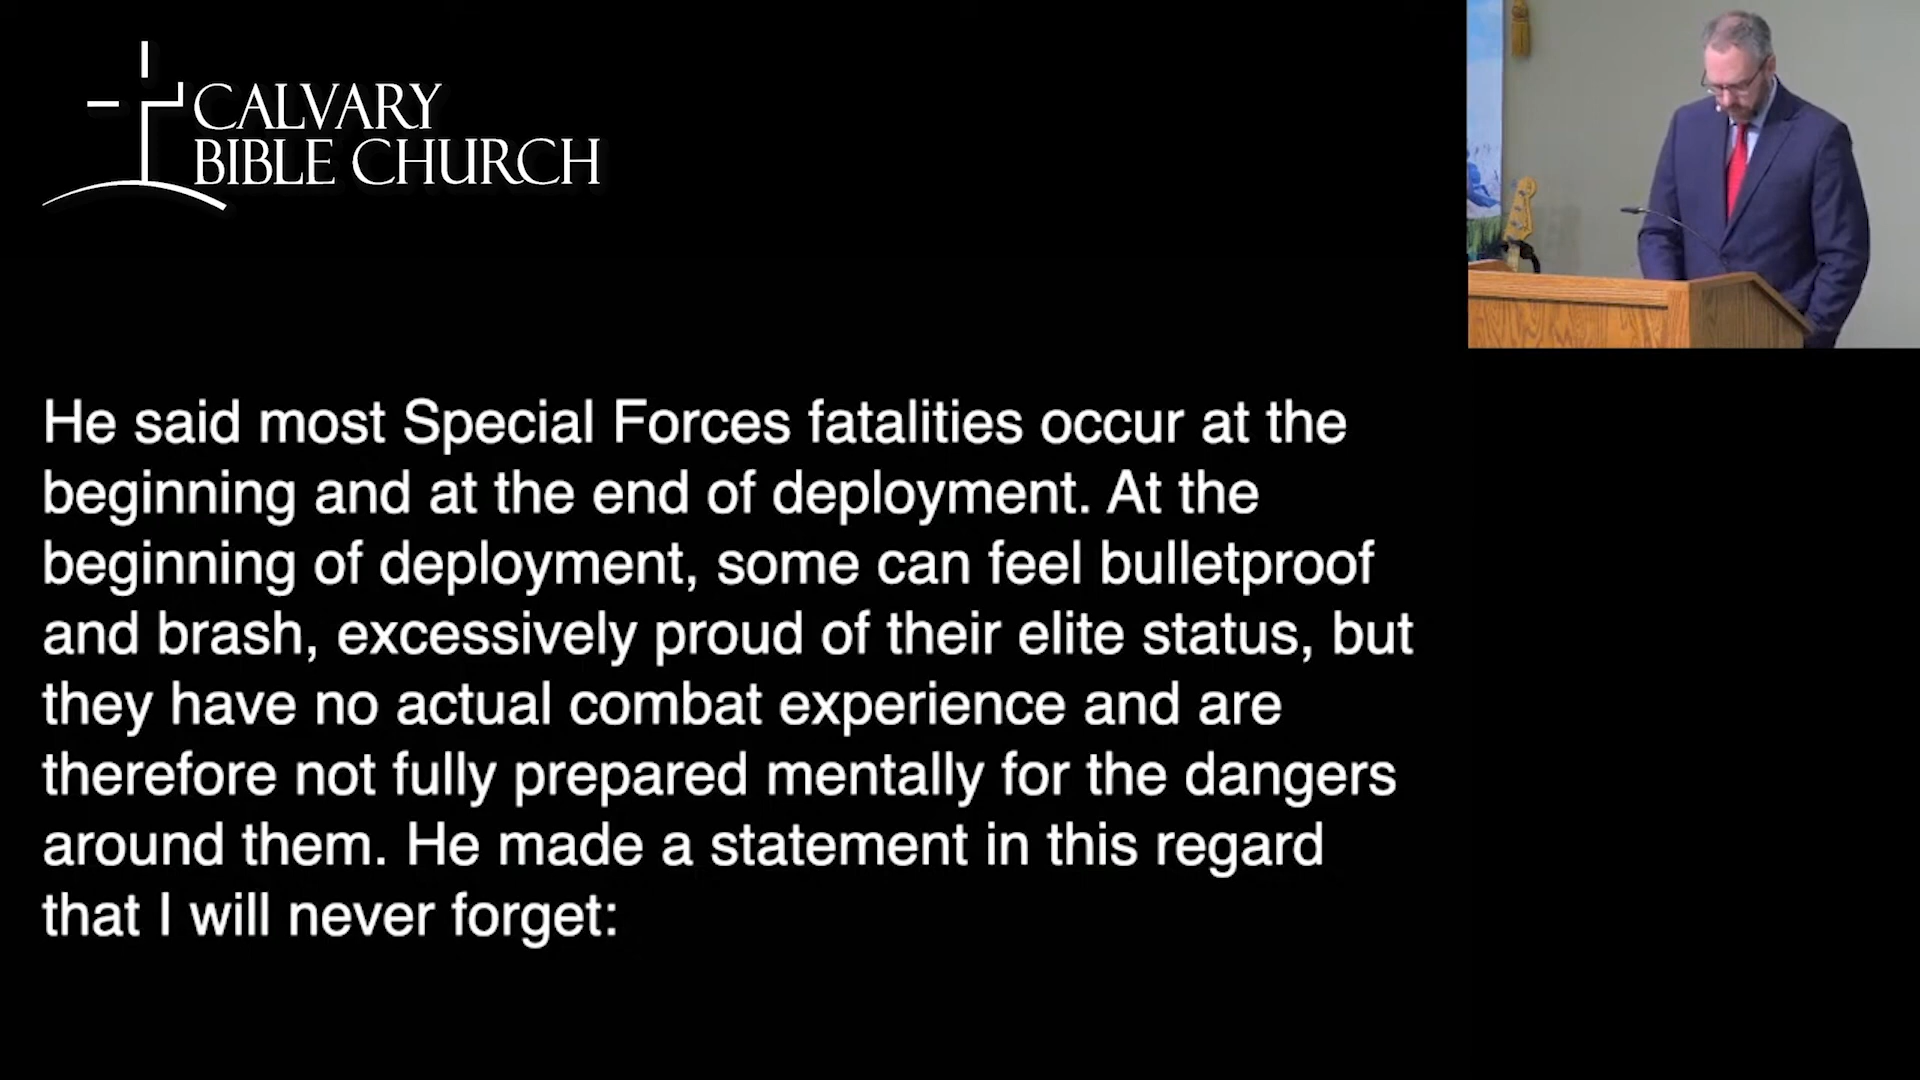 CALVARY
BIBLE CHURCH
He said most Special Forces fatalities occur at the
beginning and at the end of deployment. At the
beginning of deployment, some can feel bulletproof
and brash, excessively proud of their elite status, but
they have no actual combat experience and are
therefore not fully prepared mentally for the dangers
around them. He made a statement in this regard
that I will never forget: